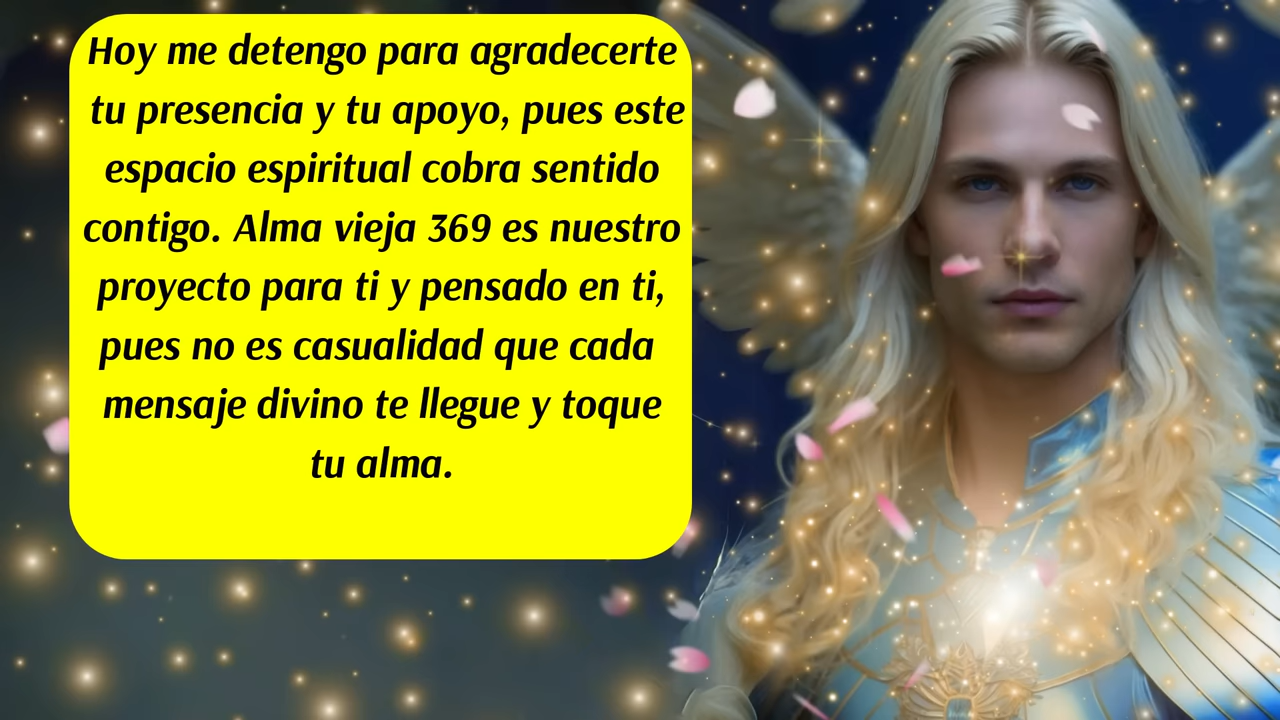 Hoy me detengo para agradecerte
tu presencia y tu apoyo, pues este
espacio espiritual cobra sentido
contigo. Alma vieja 369 es nuestro
proyecto para ti y pensado en ti,
pues no es casualidad que cada
mensaje divino te llegue y toque
tu alma.